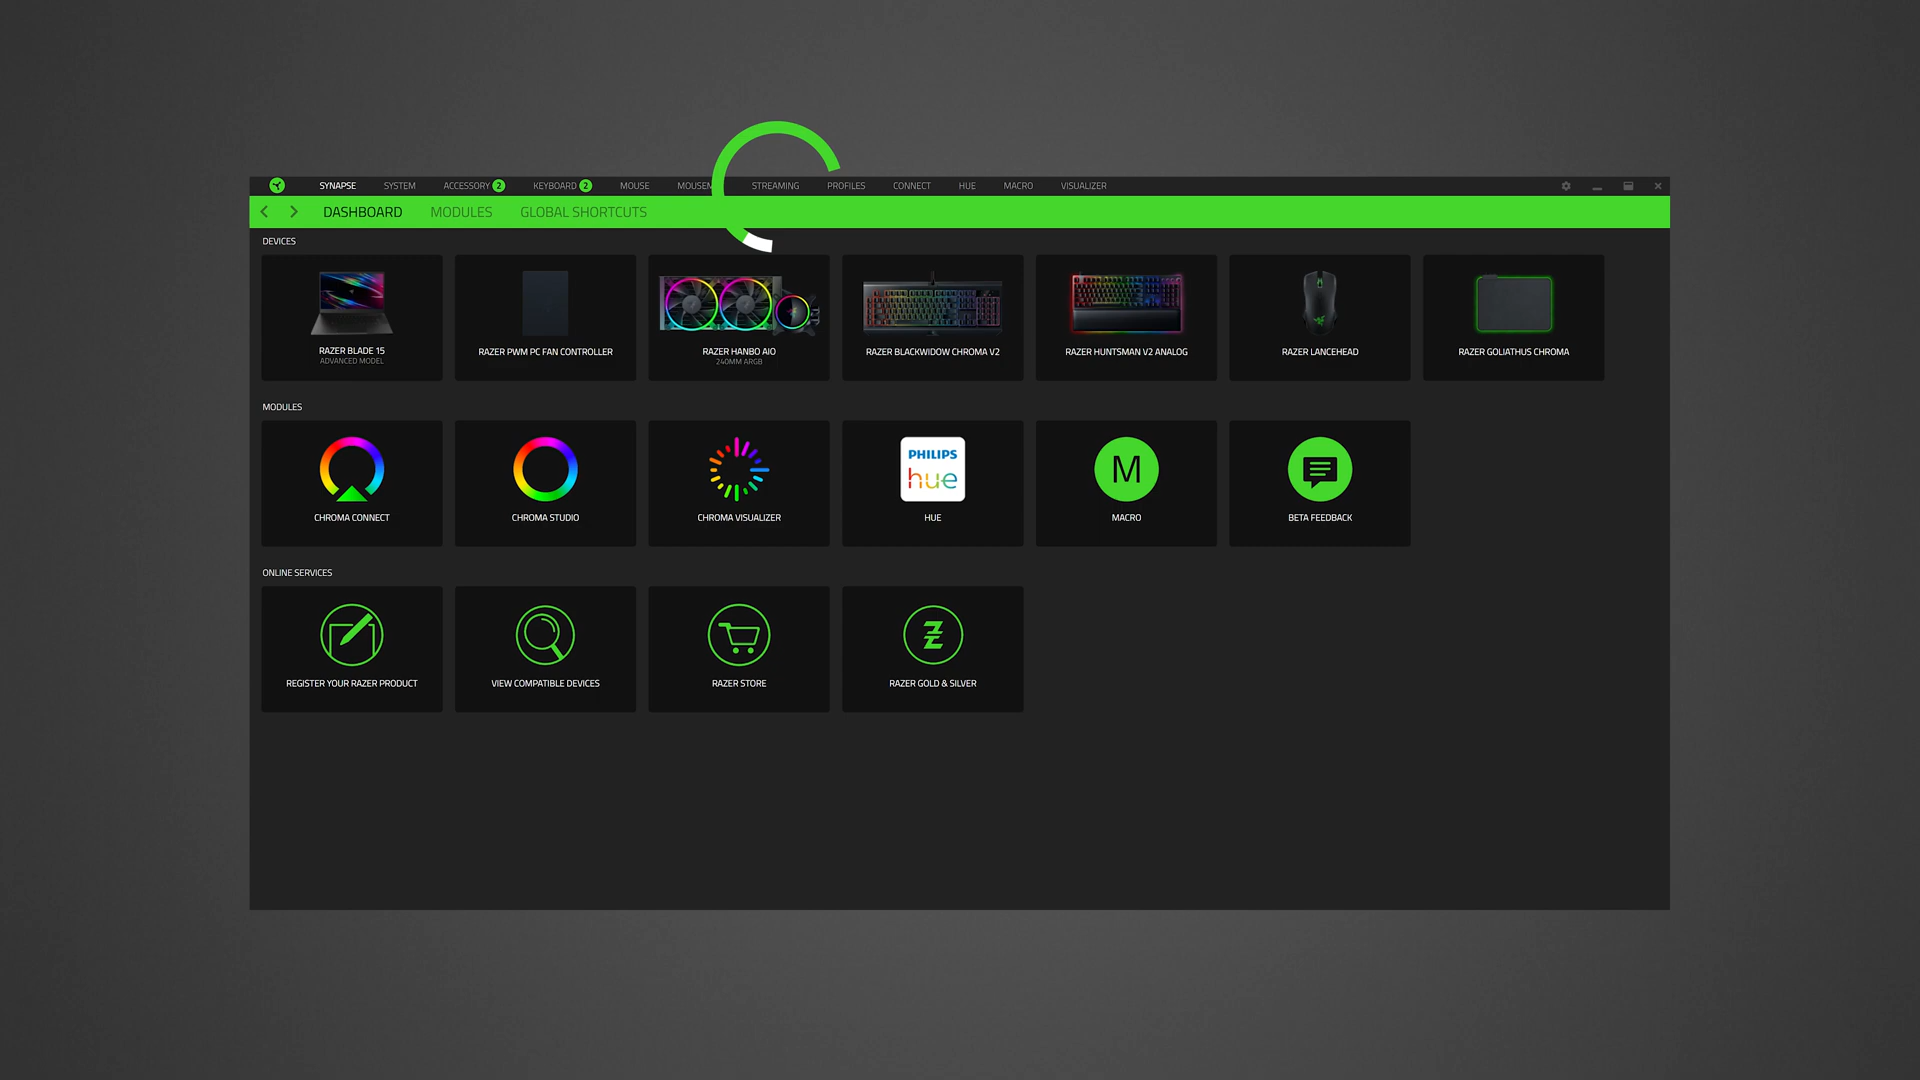 SYNAPSE SYSTEM ACCESSORY 2 KEYBOARD 2 MOUSE STREAMING PROFILES CONNECT HUE MACRO VISUALIZER
DASHBOARD MODULES GLOBAL SHORTCUTS
DEVICES
RAZER BLADE 15
ADVANCED MODEL
RAZER PWM PC FAN CONTROLLER
RAZER HANBO AIO
240MM ARGB
RAZER BLACKWIDOW CHROMA V2
RAZER HUNTSMAN V2 ANALOG
RAZER LANCEHEAD
RAZER GOLIATHUS CHROMA
MODULES
CHROMA CONNECT
CHROMA STUDIO
CHROMA VISUALIZER
PHILIPS
hue
HUE
M
MACRO
BETA FEEDBACK
ONLINE SERVICES
REGISTER YOUR RAZER PRODUCT
VIEW COMPATIBLE DEVICES
RAZER STORE
RAZER GOLD & SILVER